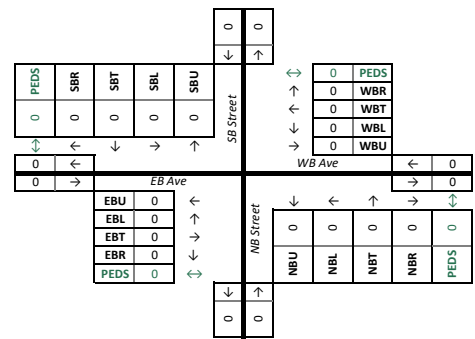 0 0
↓ ↑
PEDS SBR SBT SBL SBU
0 0 0 0 0
↕ ← ↓ → ↑
SB Street
↔ 0 PEDS
↑ 0 WBR
← 0 WBT
↓ 0 WBL
→ 0 WBU
0 ←
WB Ave
← 0
0 →
EB Ave
→ 0
EBU 0 ←
EBL 0 ↑
EBT 0 →
EBR 0 ↓
PEDS 0 ↔
NB Street
↓ ← ↑ → ↕
0 0 0 0 0
NBU NBL NBT NBR PEDS
↓ ↑
0 0